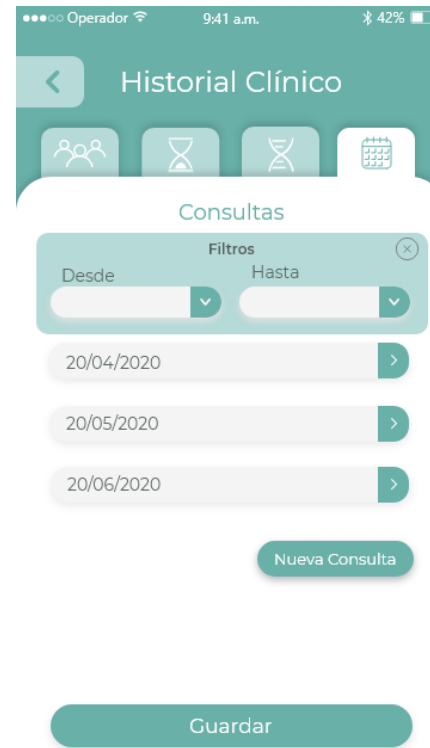 Operador 9:41 a.m. 42%
Historial Clínico
Consultas
Filtros
Desde Hasta
20/04/2020
20/05/2020
20/06/2020
Nueva Consulta
Guardar